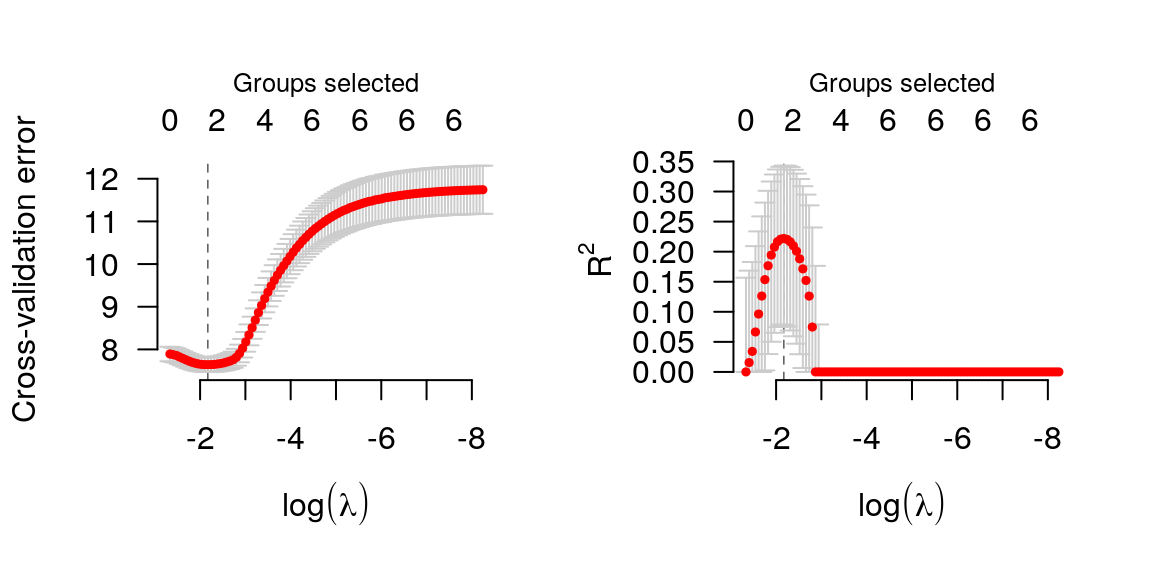 Groups selected
0 2 4 6 6 6 6
Cross-validation error
12
11
10
9
8
-2 -4 -6 -8
log(λ)
Groups selected
0 2 4 6 6 6 6
R²
0.35
0.30
0.25
0.20
0.15
0.10
0.05
0.00
-2 -4 -6 -8
log(λ)